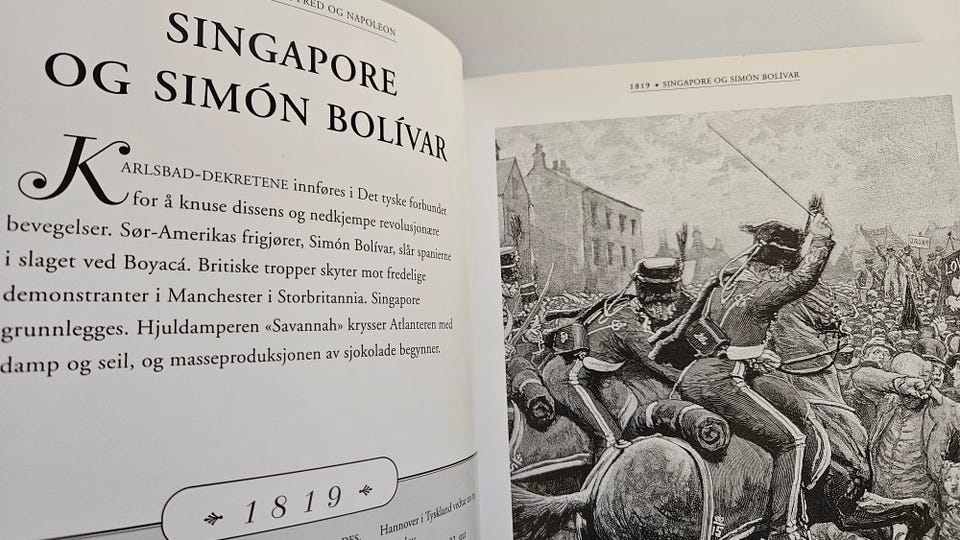 FRED OG NAPOLEON
SINGAPORE
OG SIMÓN BOLÍVAR
KARLSBAD-DEKRETENE innføres i Det tyske forbundet
for å knuse dissens og nedkjempe revolusjonære
bevegelser. Sør-Amerikas frigjører, Simón Bolívar, slår spanierne
i slaget ved Boyacá. Britiske tropper skyter mot fredelige
demonstranter i Manchester i Storbritannia. Singapore
grunnlegges. Hjuldamperen «Savannah» krysser Atlanteren med
damp og seil, og masseproduksjonen av sjokolade begynner.
1819
Hannover i Tyskland vedtar en
1819 • SINGAPORE OG SIMÓN BOLÍVAR
ORDER